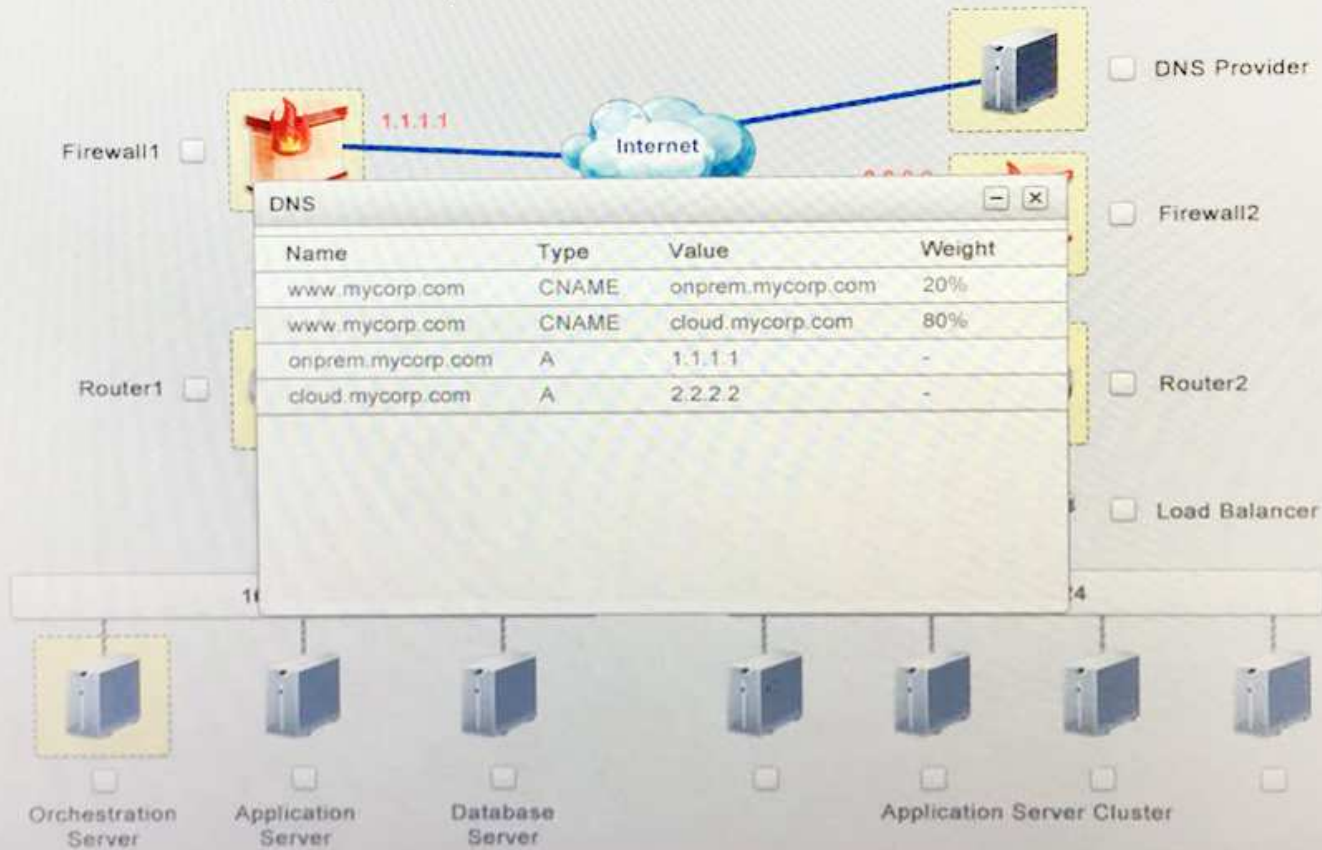 DNS Provider
Firewall1
1.1.1.1
Internet
DNS
Firewall2
Name Type Value Weight
www.mycorp.com CNAME onprem.mycorp.com 20%
www.mycorp.com CNAME cloud.mycorp.com 80%
onprem.mycorp.com A 1.1.1.1 -
cloud.mycorp.com A 2.2.2.2 -
Router1
Router2
Load Balancer
Orchestration Server
Application Server
Database Server
Application Server Cluster